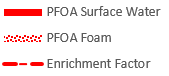 PFOA Surface Water
PFOA Foam
Enrichment Factor